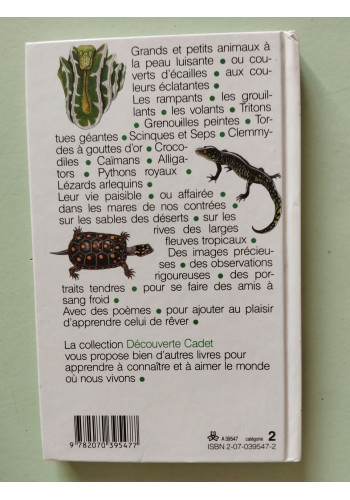 Grands et petits animaux à
la peau luisante • ou cou-
verts d'écailles • aux cou-
leurs éclatantes •
Les rampants • les grouil-
lants • les volants • Tritons
• Grenouilles peintes • Tor-
tues géantes • Scinques et Seps • Clemmy-
des à gouttes d'or • Croco-
diles • Caïmans • Alliga-
tors • Pythons royaux •
Lézards arlequins •
Leur vie paisible • ou affairée •
dans les mares de nos contrées •
sur les sables des déserts • sur les
rives des larges
fleuves tropicaux •
Des images précieu-
ses • des observations
rigoureuses • des por-
traits tendres • pour se faire des amis à
sang froid •
Avec des poèmes • pour ajouter au plaisir
d'apprendre celui de rêver •
La collection Découverte Cadet
vous propose bien d'autres livres pour
apprendre à connaître et à aimer le monde
où nous vivons •
A 39547 catégorie 2
ISBN 2-07-039547-2
9 782070 395477